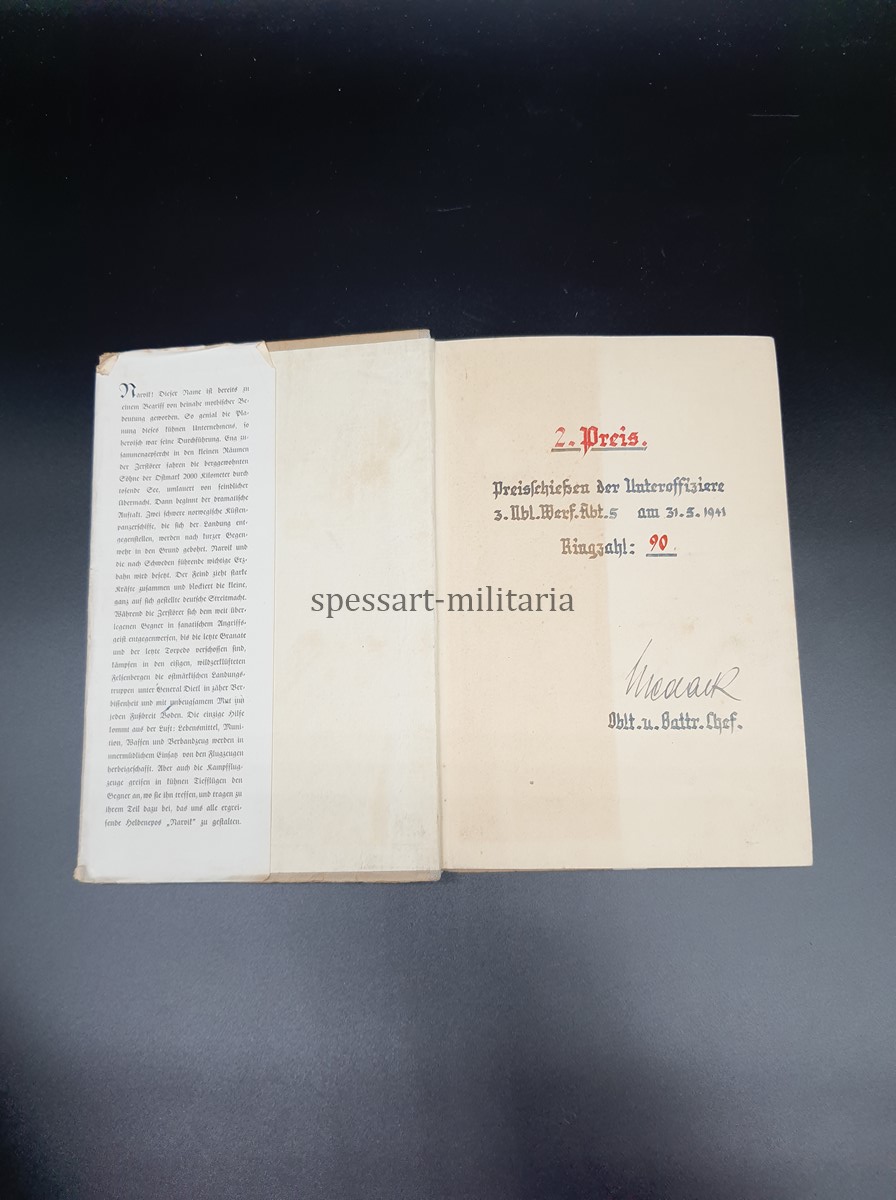 Narvik! Dieser Name ist bereits zu
einem Begriff von beinahe mythischer Be-
deutung geworden. So genial die Pla-
nung dieses kühnen Unternehmens, so
heroisch war seine Durchführung. Eng zu-
sammengepfercht in den kleinen Räumen
der Zerstörer fahren die berggewohnten
Söhne der Ostmark 2000 Kilometer durch
tosende See, umlauert von feindlicher
Übermacht. Dann beginnt der dramatische
Auftakt. Zwei schwere norwegische Küsten-
panzerschiffe, die sich der Landung ent-
gegenstellen, werden nach kurzer Gegen-
wehr in den Grund gebohrt. Narvik und
die nach Schweden führende wichtige Erz-
bahn wird besetzt. Der Feind zieht starke
Kräfte zusammen und blockiert die kleine,
ganz auf sich gestellte deutsche Streitmacht.
Während die Zerstörer sich dem weit über-
legenen Gegner in fanatischem Angriffs-
geist entgegenwerfen, bis die letzte Granate
und der letzte Torpedo verschossen sind,
kämpfen in den eisigen, wildzerklüfteten
Felsenbergen die ostmärkischen Landungs-
truppen unter General Dietl in zäher Ver-
bissenheit und mit unbeugsamem Mut um
jeden Fußbreit Boden. Die einzige Hilfe
kommt aus der Luft: Lebensmittel, Muni-
tion, Waffen und Verbandzeug werden in
unermüdlichem Einsatz von den Flugzeugen
herbeigeschafft. Aber auch die Kampfflug-
zeuge greifen in kühnen Tiefflügen den
Gegner an, wo sie ihn treffen, und tragen zu
ihrem Teil dazu bei, das uns alle ergrei-
fende Heldenepos „Narvik“ zu gestalten.
2. Preis.
Preisschießen der Unteroffiziere
3. Nbl.Werf.Abt.5 am 31.5.1941
Ringzahl: 90.
Oblt. u. Battr. Chef.
spessart-militaria